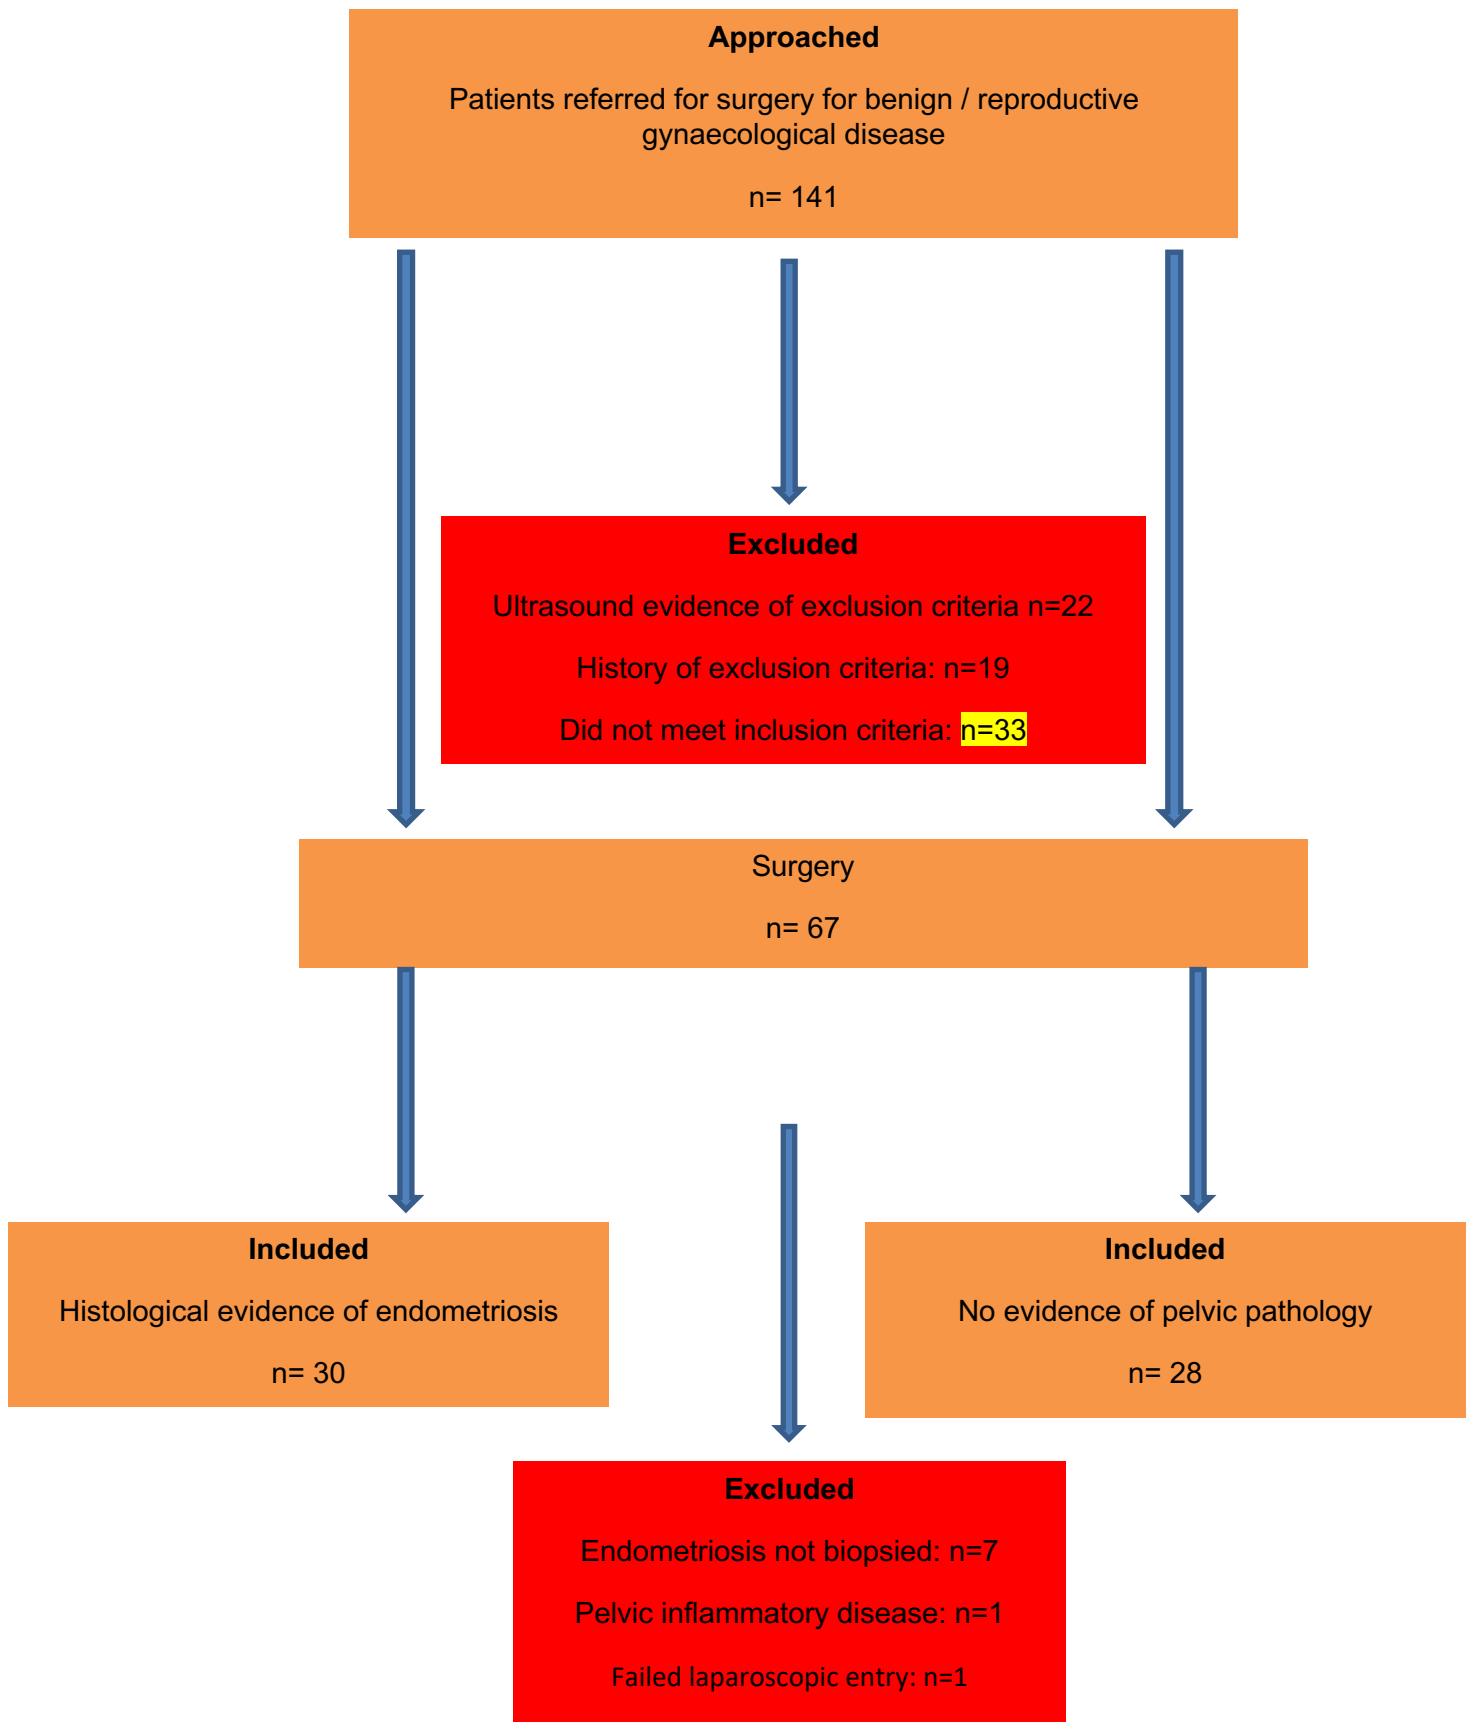 Approached
Patients referred for surgery for benign / reproductive
gynaecological disease
n= 141
Excluded
Ultrasound evidence of exclusion criteria n=22
History of exclusion criteria: n=19
Did not meet inclusion criteria: n=33
Surgery
n= 67
Included
Histological evidence of endometriosis
n= 30
Included
No evidence of pelvic pathology
n= 28
Excluded
Endometriosis not biopsied: n=7
Pelvic inflammatory disease: n=1
Failed laparoscopic entry: n=1